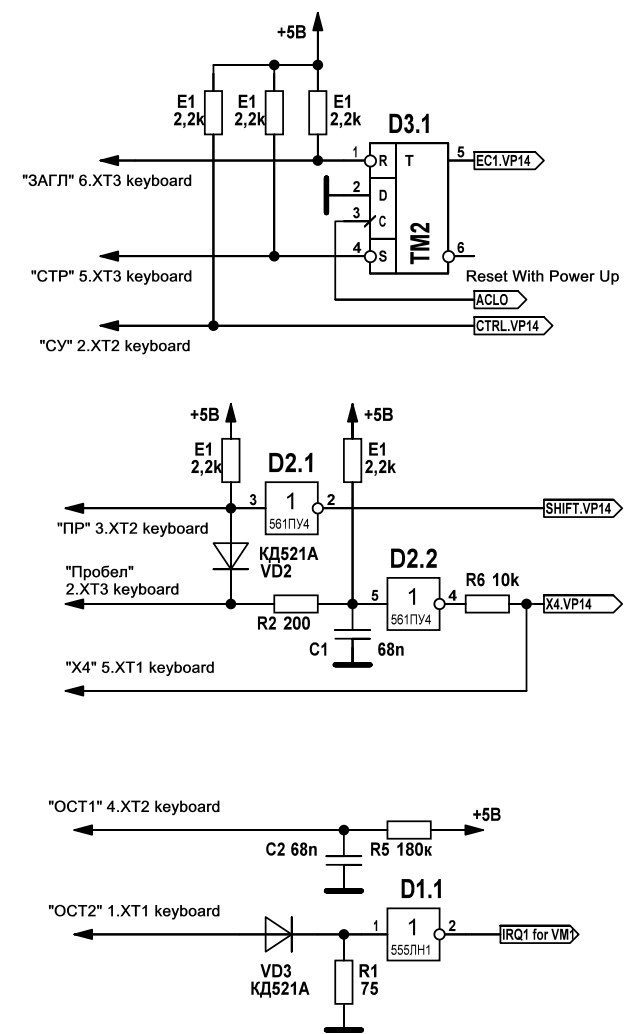 +5В
E1
2,2k
E1
2,2k
E1
2,2k
D3.1
1
R
T
5
EC1.VP14
"ЗАГЛ" 6.XT3 keyboard
2
D
3
C
TM2
4
S
6
"СТР" 5.XT3 keyboard
Reset With Power Up
ACLO
CTRL.VP14
"СУ" 2.XT2 keyboard
+5В
+5В
E1
2,2k
D2.1
E1
2,2k
3
1
2
SHIFT.VP14
561ПУ4
"ПР" 3.XT2 keyboard
КД521А
VD2
"Пробел"
2.XT3 keyboard
D2.2
R6 10k
5
1
4
X4.VP14
R2 200
561ПУ4
C1
68n
"X4" 5.XT1 keyboard
"ОСТ1" 4.XT2 keyboard
+5В
C2 68n
R5 180к
D1.1
"ОСТ2" 1.XT1 keyboard
1
1
2
IRQ1 for VM1
555ЛН1
VD3
КД521А
R1
75